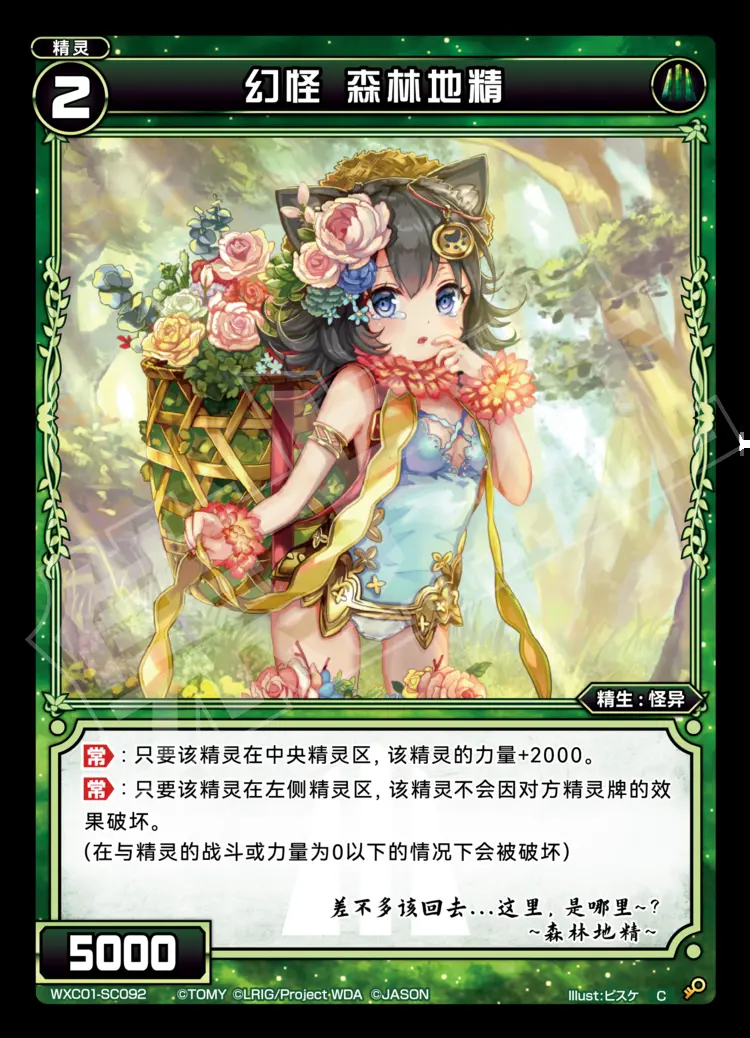 精灵
2
幻怪 森林地精
精生：怪异
常：只要该精灵在中央精灵区，该精灵的力量+2000。
常：只要该精灵在左侧精灵区，该精灵不会因对方精灵牌的效
果破坏。
(在与精灵的战斗或力量为0以下的情况下会被破坏)
差不多该回去...这里，是哪里~?
~森林地精~
5000
WXC01-SC092 ©TOMY ©LRIG/Project WDA ©JASON Illust:ビスケ C